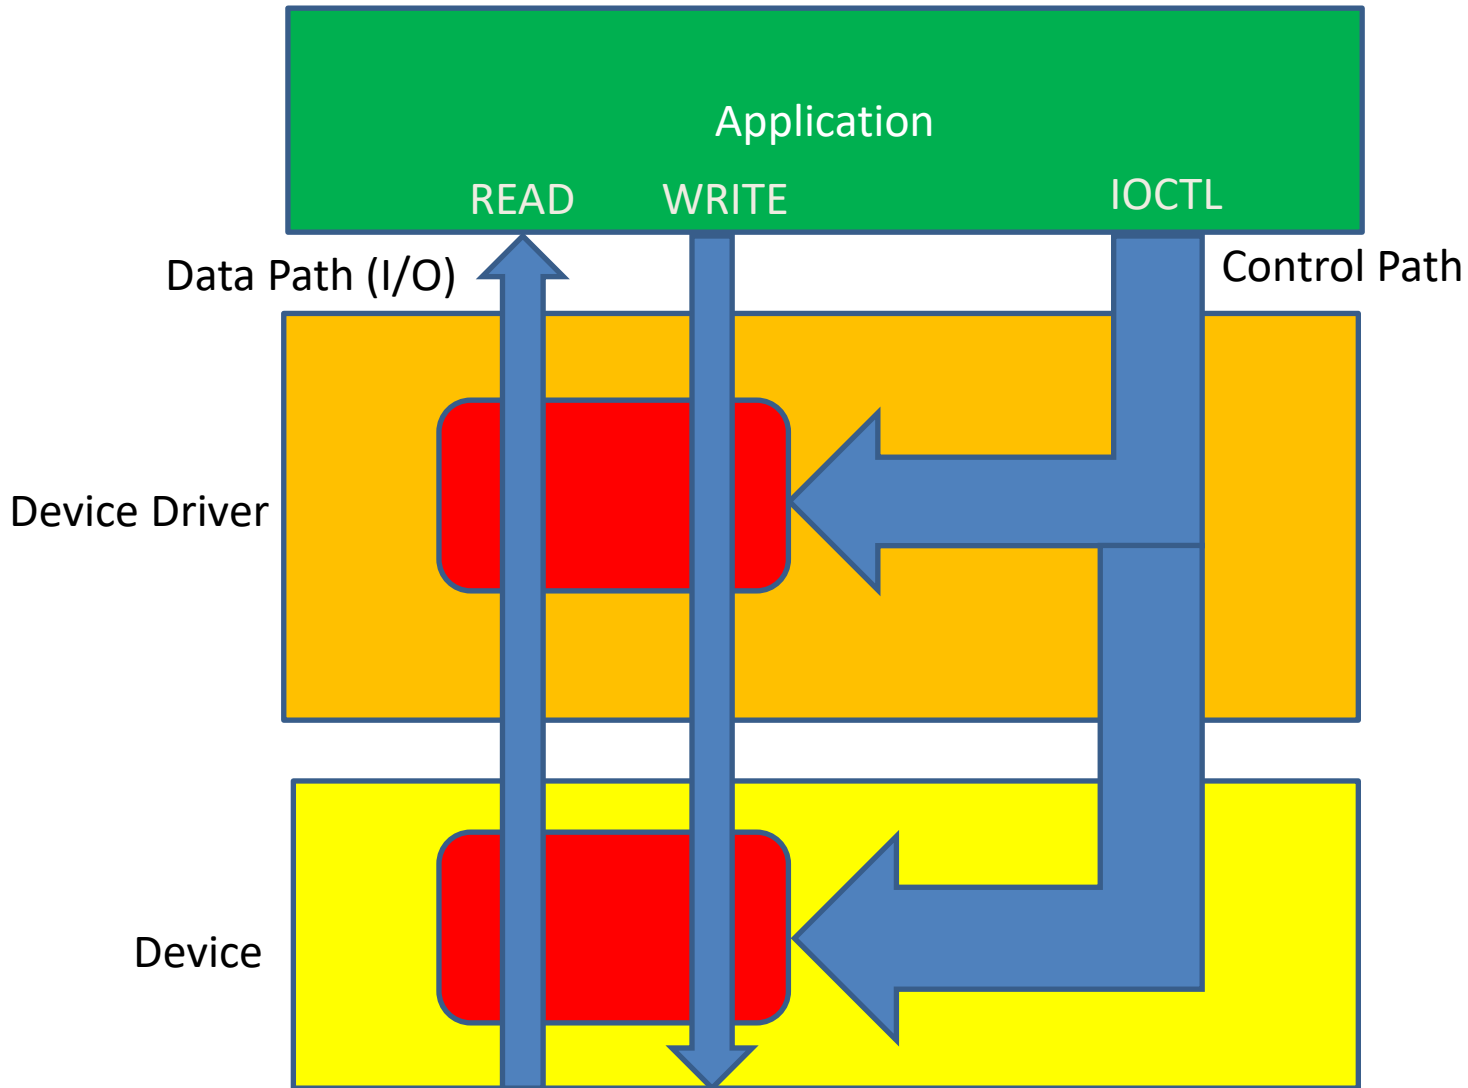 Application
READ WRITE IOCTL
Data Path (I/O) Control Path
Device Driver
Device